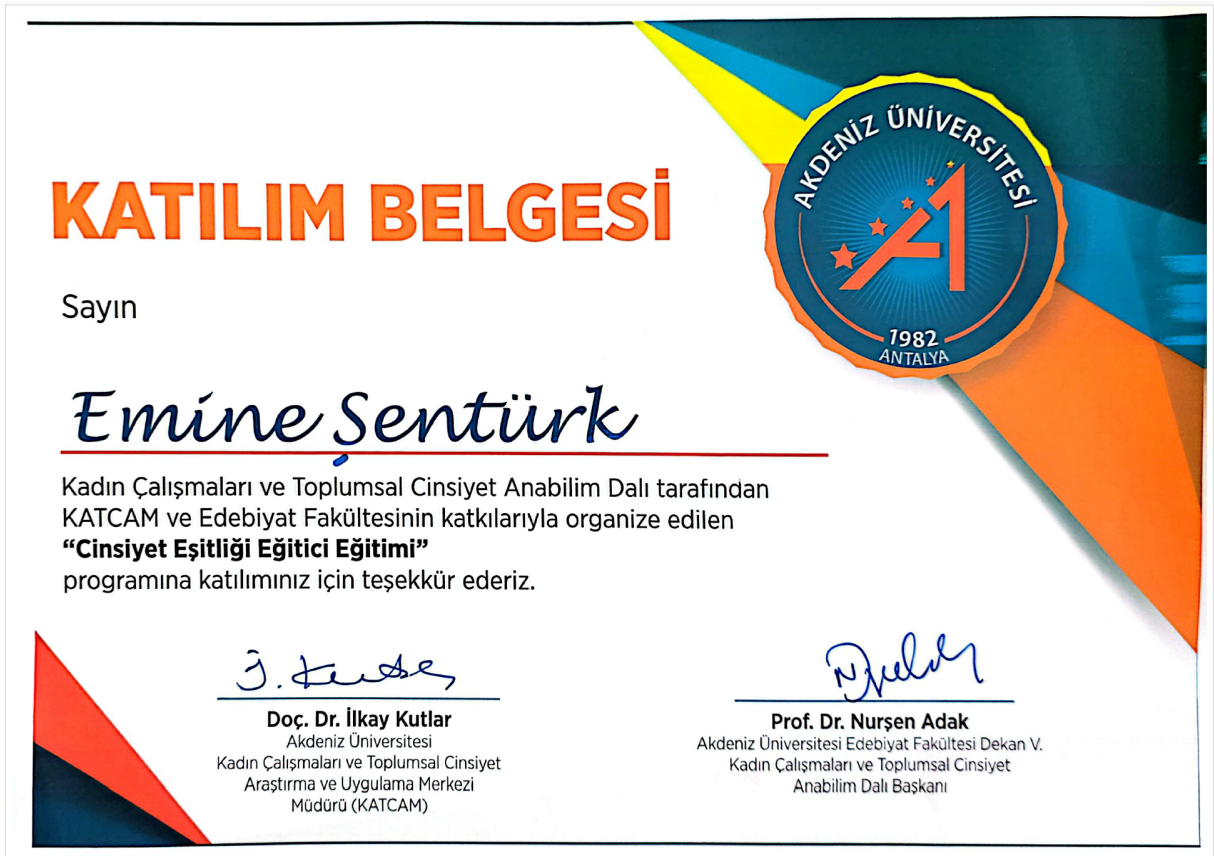 AKDENİZ ÜNİVERSİTESİ
1982
ANTALYA
KATILIM BELGESİ
Sayın
Emine Şentürk
Kadın Çalışmaları ve Toplumsal Cinsiyet Anabilim Dalı tarafından
KATCAM ve Edebiyat Fakültesinin katkılarıyla organize edilen
“Cinsiyet Eşitliği Eğitici Eğitimi”
programına katılımınız için teşekkür ederiz.
Doç. Dr. İlkay Kutlar
Akdeniz Üniversitesi
Kadın Çalışmaları ve Toplumsal Cinsiyet
Araştırma ve Uygulama Merkezi
Müdürü (KATCAM)
Prof. Dr. Nurşen Adak
Akdeniz Üniversitesi Edebiyat Fakültesi Dekan V.
Kadın Çalışmaları ve Toplumsal Cinsiyet
Anabilim Dalı Başkanı